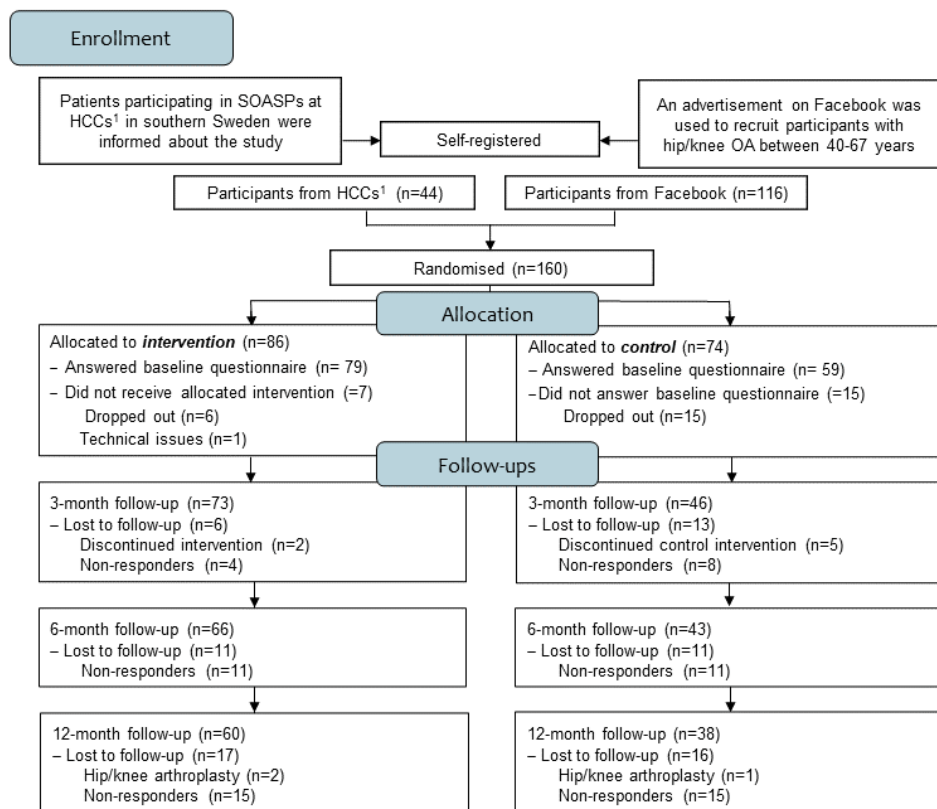 Enrollment
Patients participating in SOASPs at
HCCs¹ in southern Sweden were
informed about the study
Self-registered
An advertisement on Facebook was
used to recruit participants with
hip/knee OA between 40-67 years
Participants from HCCs¹ (n=44)
Participants from Facebook (n=116)
Randomised (n=160)
Allocation
Allocated to intervention (n=86)
– Answered baseline questionnaire (n= 79)
– Did not receive allocated intervention (=7)
Dropped out (n=6)
Technical issues (n=1)
Allocated to control (n=74)
– Answered baseline questionnaire (n= 59)
–Did not answer baseline questionnaire (=15)
Dropped out (n=15)
Follow-ups
3-month follow-up (n=73)
– Lost to follow-up (n=6)
Discontinued intervention (n=2)
Non-responders (n=4)
3-month follow-up (n=46)
– Lost to follow-up (n=13)
Discontinued control intervention (n=5)
Non-responders (n=8)
6-month follow-up (n=66)
– Lost to follow-up (n=11)
Non-responders (n=11)
6-month follow-up (n=43)
– Lost to follow-up (n=11)
Non-responders (n=11)
12-month follow-up (n=60)
– Lost to follow-up (n=17)
Hip/knee arthroplasty (n=2)
Non-responders (n=15)
12-month follow-up (n=38)
– Lost to follow-up (n=16)
Hip/knee arthroplasty (n=1)
Non-responders (n=15)